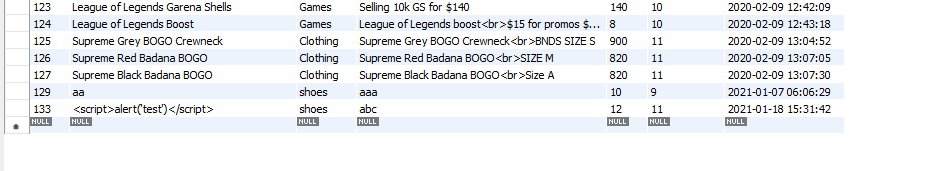 123 League of Legends Garena Shells Games Selling 10k GS for $140 140 10 2020-02-09 12:42:09
124 League of Legends Boost Games League of Legends boost<br>$15 for promos $... 8 10 2020-02-09 12:43:18
125 Supreme Grey BOGO Crewneck Clothing Supreme Grey BOGO Crewneck<br>BNDS SIZE S 900 11 2020-02-09 13:04:52
126 Supreme Red Badana BOGO Clothing Supreme Red Badana BOGO<br>SIZE M 820 11 2020-02-09 13:07:05
127 Supreme Black Badana BOGO Clothing Supreme Black Badana BOGO<br>Size A 820 11 2020-02-09 13:07:30
129 aa shoes aaa 10 9 2021-01-07 06:06:29
133 <script>alert('test')</script> shoes abc 12 11 2021-01-18 15:31:42
NULL NULL NULL NULL NULL NULL NULL